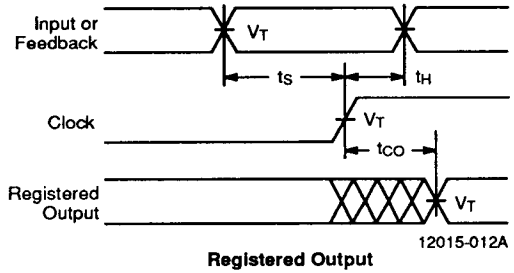 Input or
Feedback
VT
tS
tH
Clock
VT
tCO
Registered
Output
VT
12015-012A
Registered Output